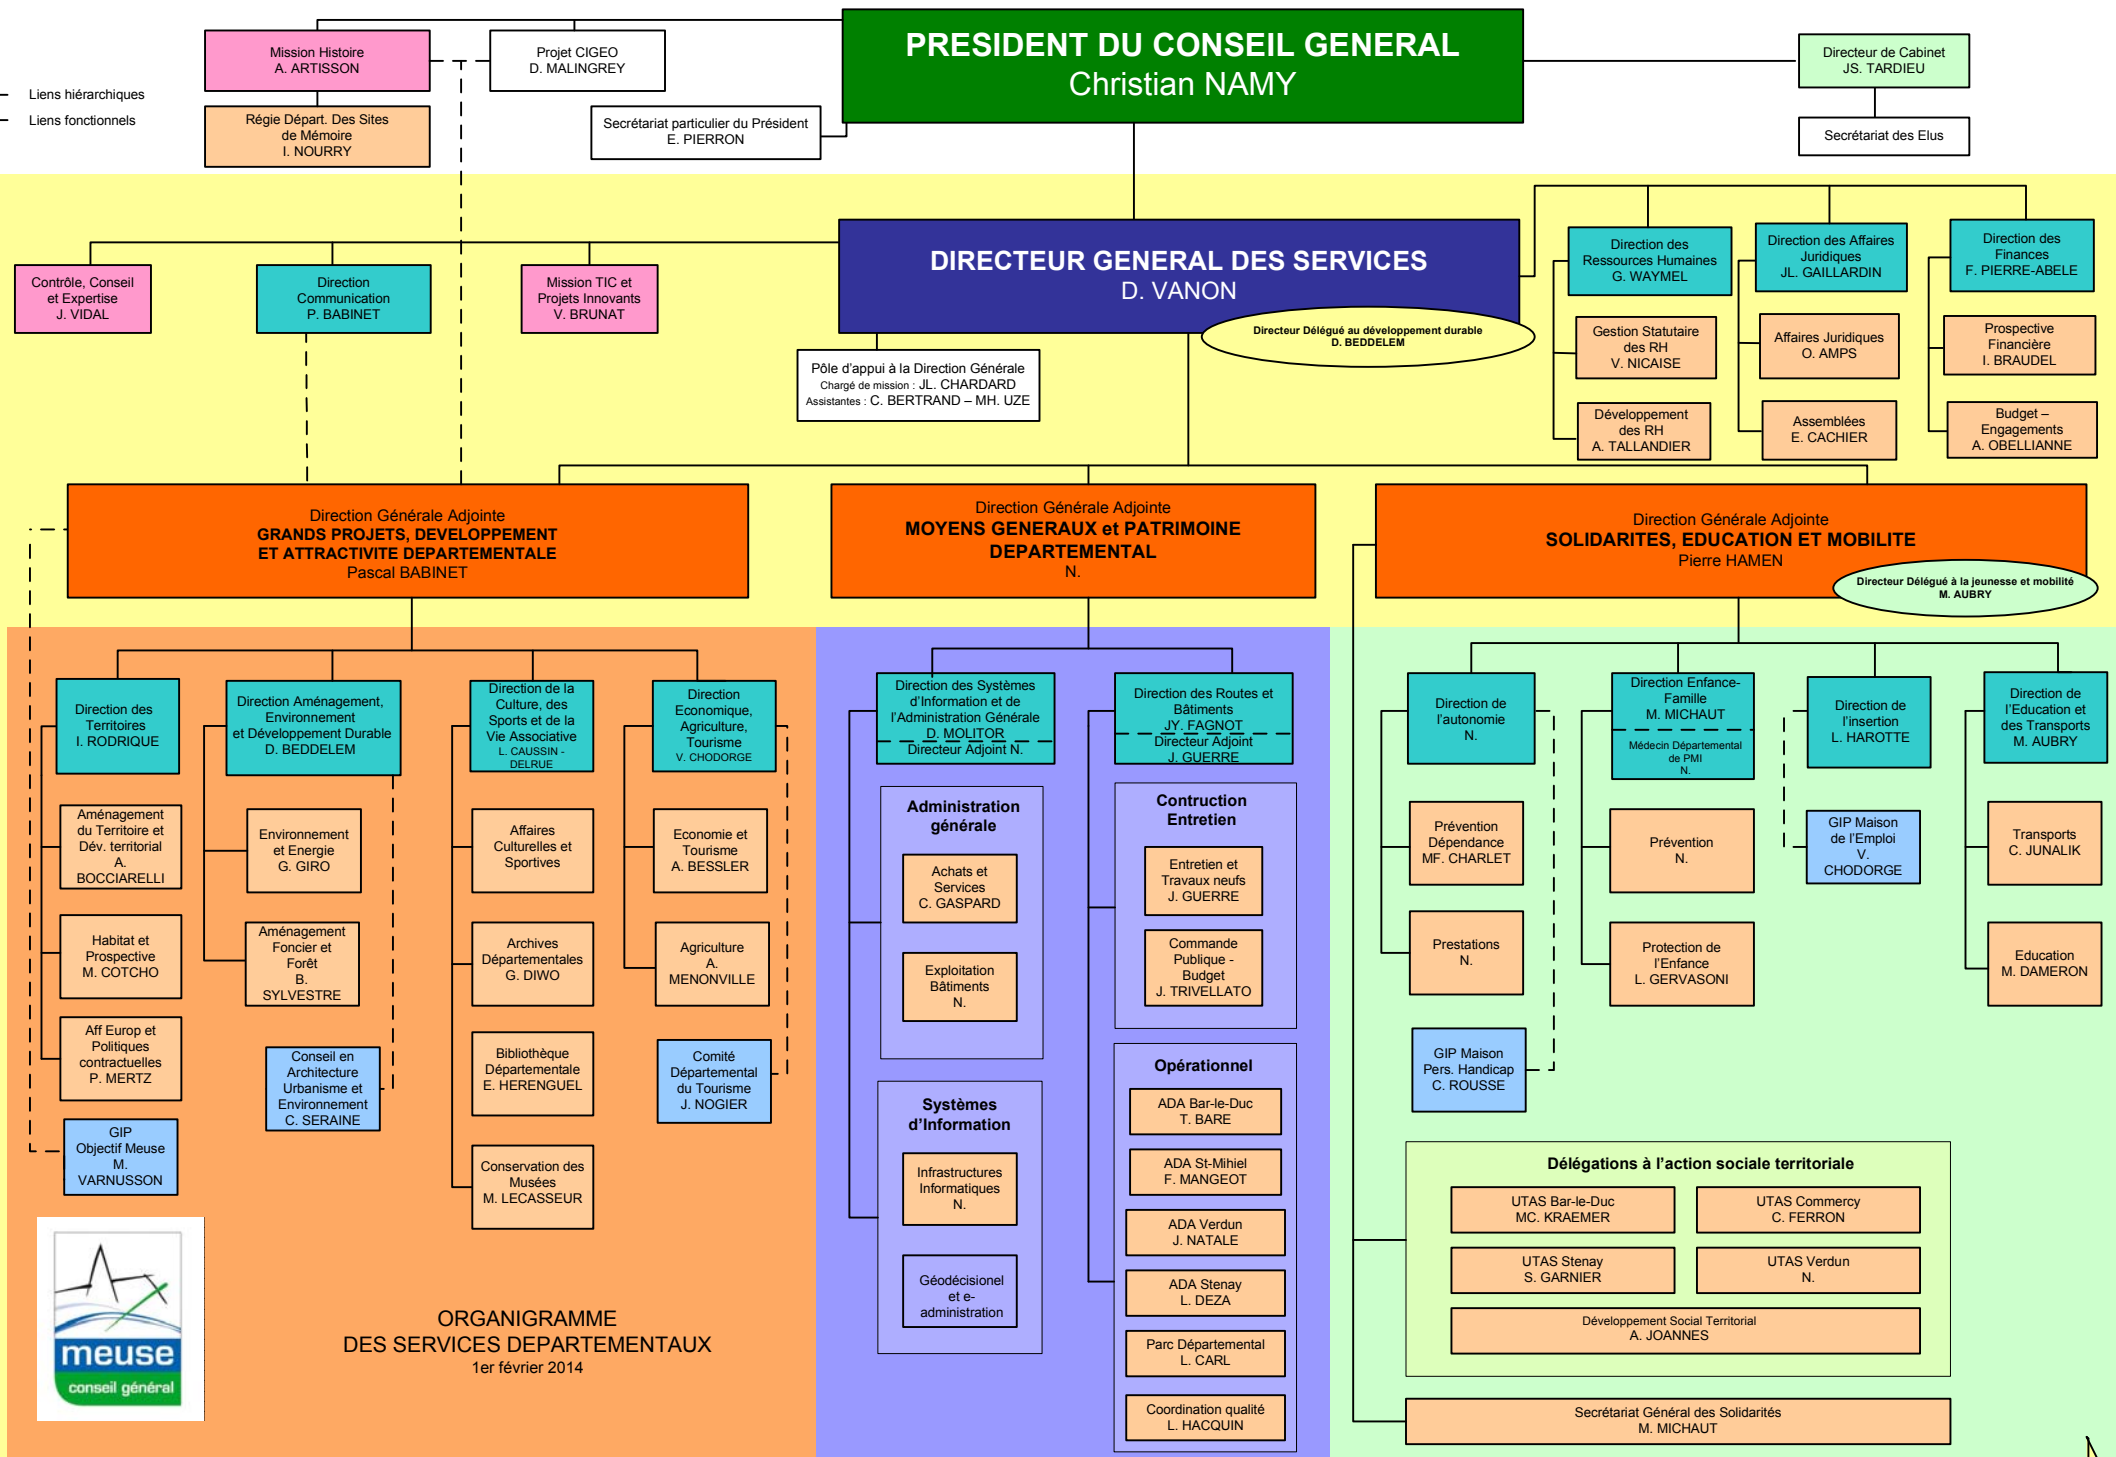 Mission Histoire
A. ARTISSON
Projet CIGEO
D. MALINGREY
PRESIDENT DU CONSEIL GENERAL
Christian NAMY
Directeur de Cabinet
JS. TARDIEU
Liens hiérarchiques
Liens fonctionnels
Régie Départ. Des Sites
de Mémoire
I. NOURRY
Secrétariat particulier du Président
E. PIERRON
Secrétariat des Elus
DIRECTEUR GENERAL DES SERVICES
D. VANON
Directeur Délégué au développement durable
D. BEDDELEM
Contrôle, Conseil
et Expertise
J. VIDAL
Direction
Communication
P. BABINET
Mission TIC et
Projets Innovants
V. BRUNAT
Pôle d'appui à la Direction Générale
Chargé de mission : JL. CHARDARD
Assistantes : C. BERTRAND – MH. UZE
Direction des
Ressources Humaines
G. WAYMEL
Gestion Statutaire
des RH
V. NICAISE
Développement
des RH
A. TALLANDIER
Direction des Affaires
Juridiques
JL. GAILLARDIN
Affaires Juridiques
O. AMPS
Assemblées
E. CACHIER
Direction des
Finances
F. PIERRE-ABELE
Prospective
Financière
I. BRAUDEL
Budget –
Engagements
A. OBELLIANNE
Direction Générale Adjointe
GRANDS PROJETS, DEVELOPPEMENT
ET ATTRACTIVITE DEPARTEMENTALE
Pascal BABINET
Direction Générale Adjointe
MOYENS GENERAUX et PATRIMOINE
DEPARTEMENTAL
N.
Direction Générale Adjointe
SOLIDARITES, EDUCATION ET MOBILITE
Pierre HAMEN
Directeur Délégué à la jeunesse et mobilité
M. AUBRY
Direction des
Territoires
I. RODRIQUE
Aménagement
du Territoire et
Dév. territorial
A.
BOCCIARELLI
Habitat et
Prospective
M. COTCHO
Aff Europ et
Politiques
contractuelles
P. MERTZ
GIP
Objectif Meuse
M.
VARNUSSON
Direction Aménagement,
Environnement
et Développement Durable
D. BEDDELEM
Environnement
et Energie
G. GIRO
Aménagement
Foncier et
Forêt
B.
SYLVESTRE
Conseil en
Architecture
Urbanisme et
Environnement
C. SERAINE
Direction de la
Culture, des
Sports et de la
Vie Associative
L. CAUSSIN -
DELRUE
Affaires
Culturelles et
Sportives
Archives
Départementales
G. DIWO
Bibliothèque
Départementale
E. HERENGUEL
Conservation des
Musées
M. LECASSEUR
Direction
Economique,
Agriculture,
Tourisme
V. CHODORGE
Economie et
Tourisme
A. BESSLER
Agriculture
A.
MENONVILLE
Comité
Départemental
du Tourisme
J. NOGIER
Direction des Systèmes
d'Information et de
l'Administration Générale
D. MOLITOR
Directeur Adjoint N.
Administration
générale
Achats et
Services
C. GASPARD
Exploitation
Bâtiments
N.
Systèmes
d'Information
Infrastructures
Informatiques
N.
Géodécisionel
et e-
administration
Direction des Routes et
Bâtiments
JY. FAGNOT
Directeur Adjoint
J. GUERRE
Contruction
Entretien
Entretien et
Travaux neufs
J. GUERRE
Commande
Publique -
Budget
J. TRIVELLATO
Opérationnel
ADA Bar-le-Duc
T. BARE
ADA St-Mihiel
F. MANGEOT
ADA Verdun
J. NATALE
ADA Stenay
L. DEZA
Parc Départemental
L. CARL
Coordination qualité
L. HACQUIN
Direction de
l'autonomie
N.
Prévention
Dépendance
MF. CHARLET
Prestations
N.
GIP Maison
Pers. Handicap
C. ROUSSE
Direction Enfance-
Famille
M. MICHAUT
Médecin Départemental
de PMI
N.
Prévention
N.
Protection de
l'Enfance
L. GERVASONI
Direction de
l'insertion
L. HAROTTE
GIP Maison
de l'Emploi
V.
CHODORGE
Direction de
l'Education et
des Transports
M. AUBRY
Transports
C. JUNALIK
Education
M. DAMERON
Délégations à l'action sociale territoriale
UTAS Bar-le-Duc
MC. KRAEMER
UTAS Commercy
C. FERRON
UTAS Stenay
S. GARNIER
UTAS Verdun
N.
Développement Social Territorial
A. JOANNES
Secrétariat Général des Solidarités
M. MICHAUT
meuse
conseil général
ORGANIGRAMME
DES SERVICES DEPARTEMENTAUX
1er février 2014